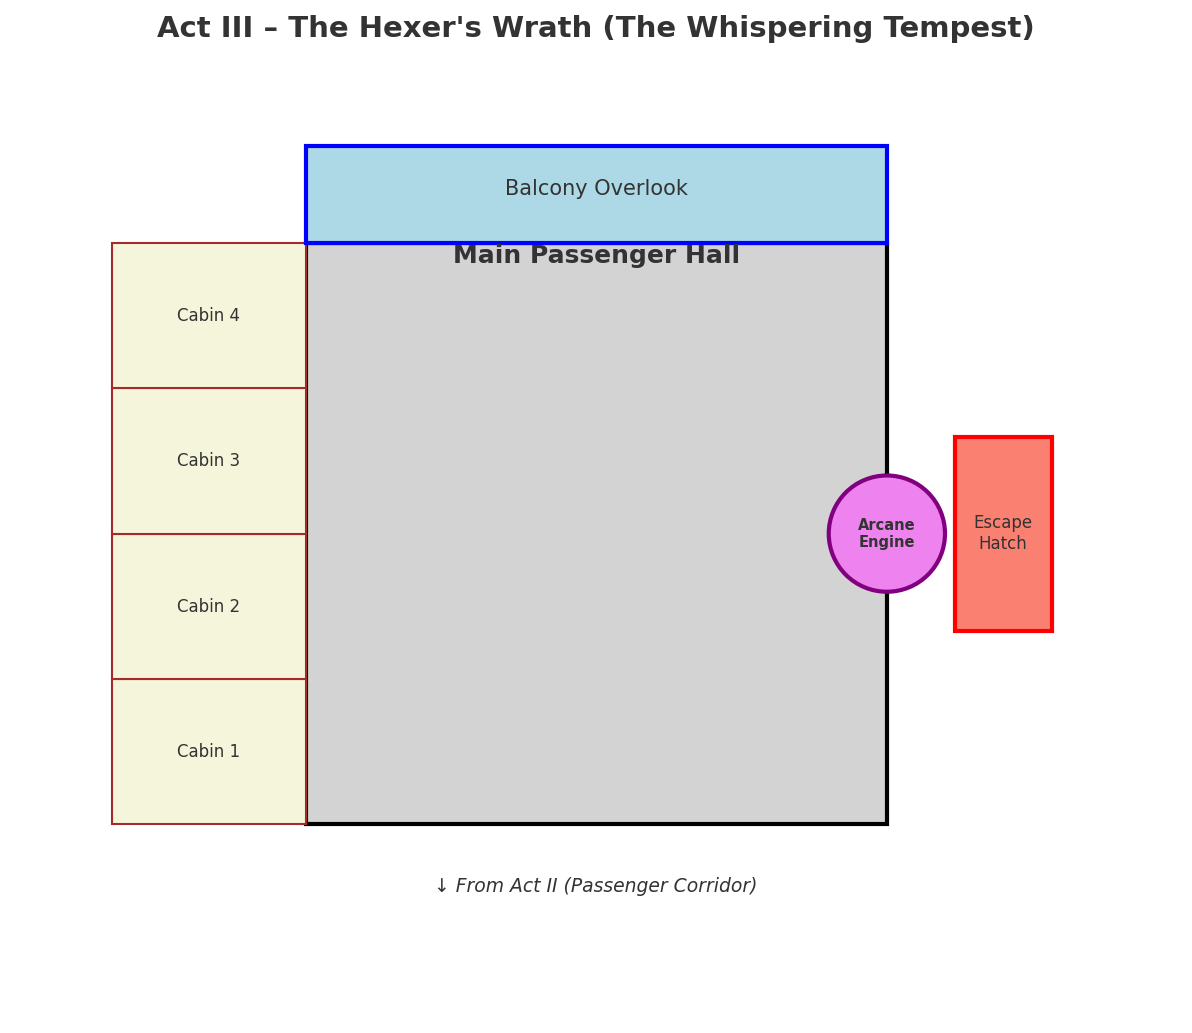 Act III – The Hexer's Wrath (The Whispering Tempest)
Balcony Overlook
Main Passenger Hall
Cabin 4
Cabin 3
Arcane
Engine
Escape
Hatch
Cabin 2
Cabin 1
↓ From Act II (Passenger Corridor)